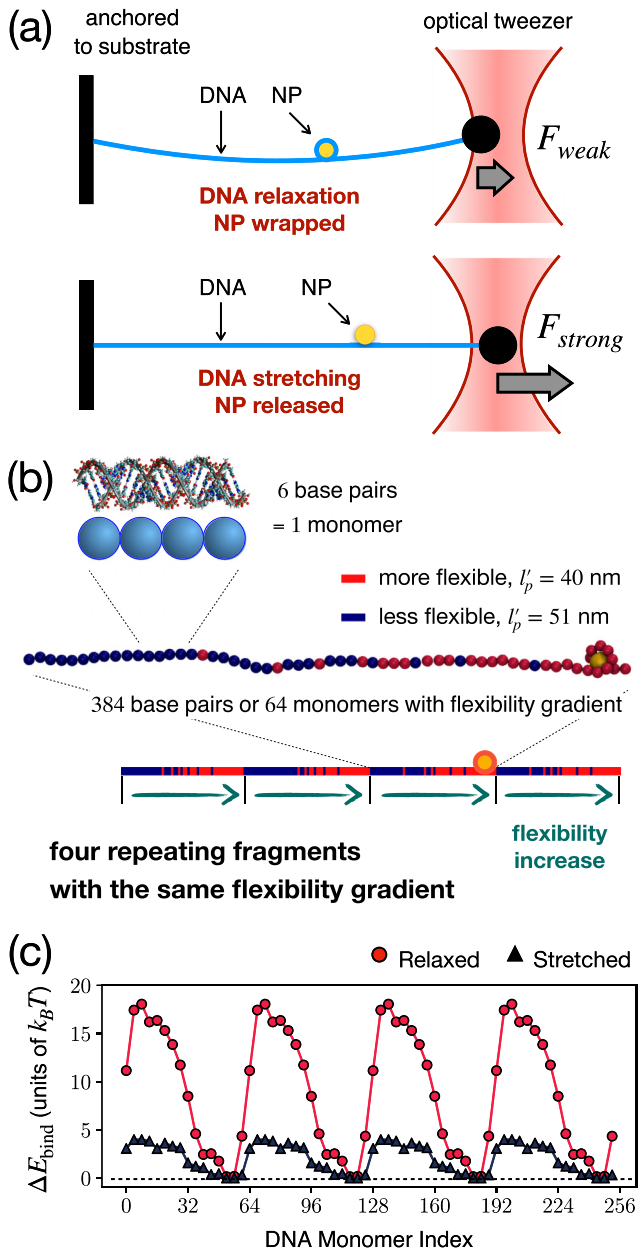 (a)
anchored
to substrate
optical tweezer
DNA
NP
F_weak
DNA relaxation
NP wrapped
DNA
NP
F_strong
DNA stretching
NP released
(b)
6 base pairs
= 1 monomer
more flexible, l′_p = 40 nm
less flexible, l′_p = 51 nm
384 base pairs or 64 monomers with flexibility gradient
flexibility
increase
four repeating fragments
with the same flexibility gradient
(c)
Relaxed
Stretched
ΔE_bind (units of k_BT)
20
15
10
5
0
0 32 64 96 128 160 192 224 256
DNA Monomer Index